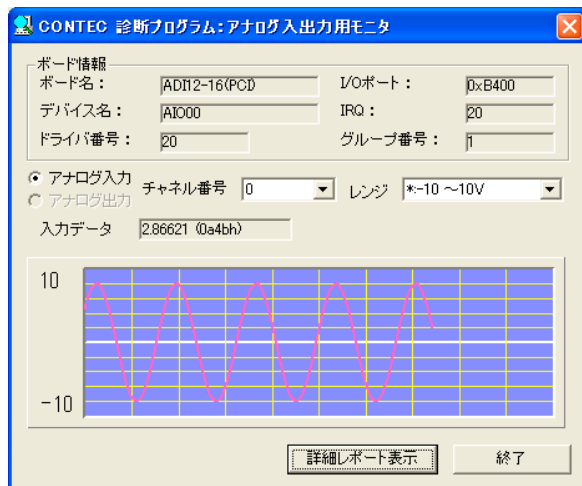 CONTEC 診断プログラム:アナログ入出力用モニタ
ボード情報
ボード名: ADI12-16(PCI) I/Oポート: 0xB400
デバイス名: AIO00 IRQ: 20
ドライバ番号: 20 グループ番号: 1
アナログ入力
アナログ出力
チャネル番号 0 レンジ *:-10 ~10V
入力データ 2.86621 (0a4bh)
10
-10
詳細レポート表示 終了